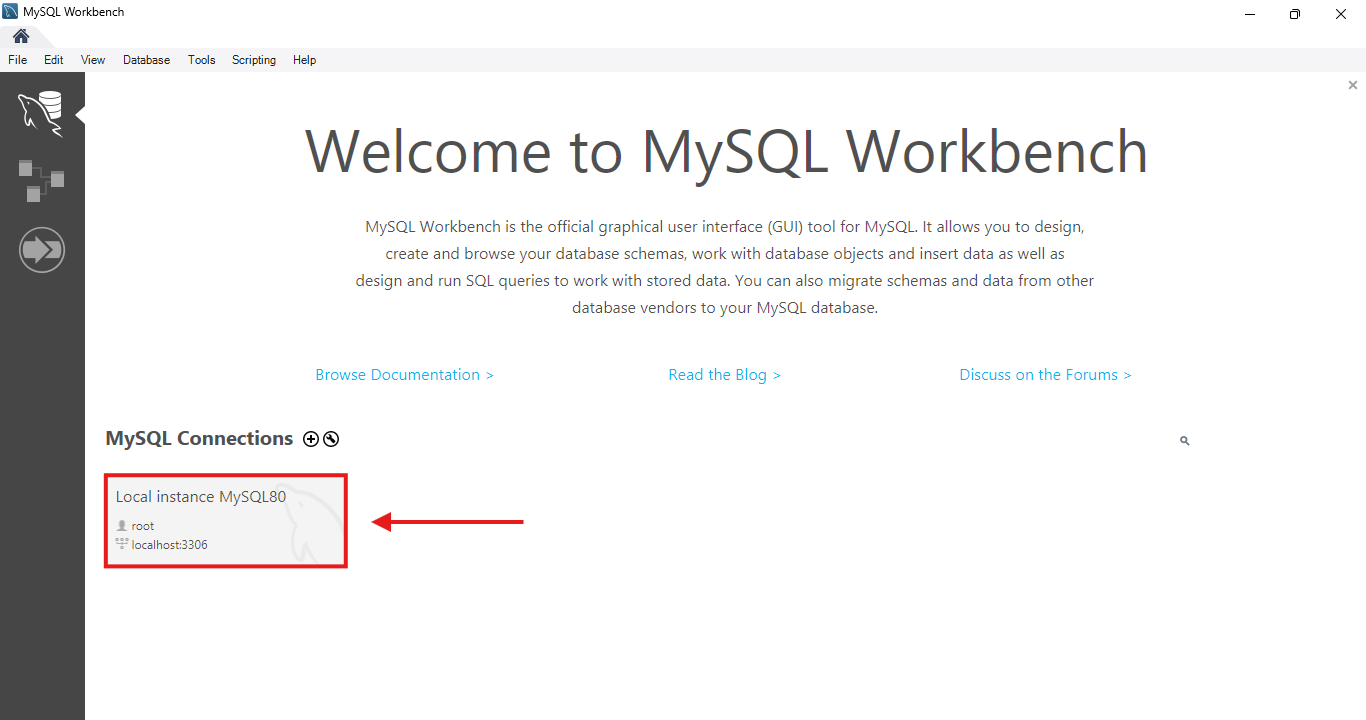 MySQL Workbench
File Edit View Database Tools Scripting Help
Welcome to MySQL Workbench
MySQL Workbench is the official graphical user interface (GUI) tool for MySQL. It allows you to design,
create and browse your database schemas, work with database objects and insert data as well as
design and run SQL queries to work with stored data. You can also migrate schemas and data from other
database vendors to your MySQL database.
Browse Documentation > Read the Blog > Discuss on the Forums >
MySQL Connections
Local instance MySQL80
root
localhost:3306